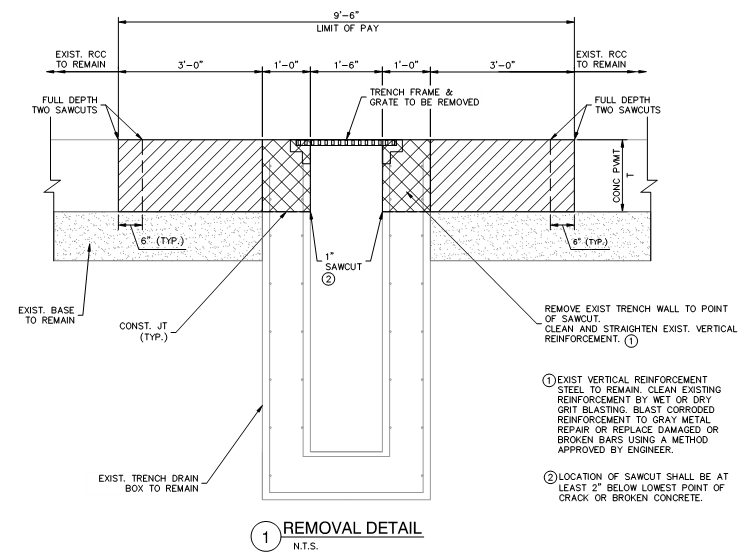 9'-6"
LIMIT OF PAY
EXIST. RCC
TO REMAIN
3'-0"
1'-0"
1'-6"
1'-0"
3'-0"
EXIST. RCC
TO REMAIN
FULL DEPTH
TWO SAWCUTS
TRENCH FRAME &
GRATE TO BE REMOVED
FULL DEPTH
TWO SAWCUTS
CONC PVMT
T
6" (TYP.)
1"
SAWCUT
2
6" (TYP.)
EXIST. BASE
TO REMAIN
CONST. JT
(TYP.)
REMOVE EXIST TRENCH WALL TO POINT
OF SAWCUT.
CLEAN AND STRAIGHTEN EXIST. VERTICAL
REINFORCEMENT. 1
1 EXIST VERTICAL REINFORCEMENT
STEEL TO REMAIN. CLEAN EXISTING
REINFORCEMENT BY WET OR DRY
GRIT BLASTING. BLAST CORRODED
REINFORCEMENT TO GRAY METAL
REPAIR OR REPLACE DAMAGED OR
BROKEN BARS USING A METHOD
APPROVED BY ENGINEER.
2 LOCATION OF SAWCUT SHALL BE AT
LEAST 2" BELOW LOWEST POINT OF
CRACK OR BROKEN CONCRETE.
EXIST. TRENCH DRAIN
BOX TO REMAIN
1 REMOVAL DETAIL
N.T.S.